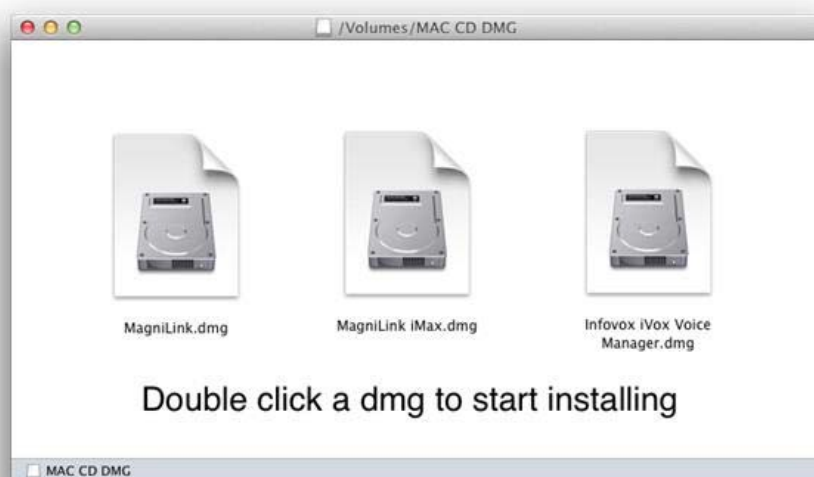 /Volumes/MAC CD DMG
MagniLink.dmg
MagniLink iMax.dmg
Infovox iVox Voice
Manager.dmg
Double click a dmg to start installing
MAC CD DMG